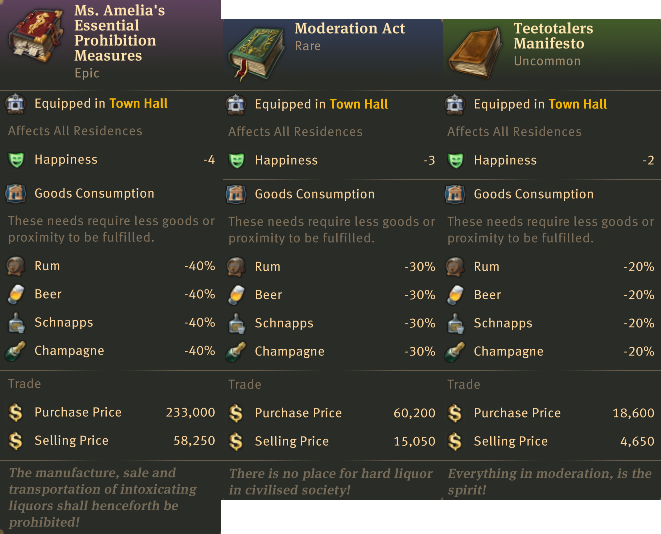 Ms. Amelia's
Essential
Prohibition
Measures
Epic
Equipped in Town Hall
Affects All Residences
Happiness -4
Goods Consumption
These needs require less goods or
proximity to be fulfilled.
Rum -40%
Beer -40%
Schnapps -40%
Champagne -40%
Trade
Purchase Price 233,000
Selling Price 58,250
The manufacture, sale and
transportation of intoxicating
liquors shall henceforth be
prohibited!
Moderation Act
Rare
Equipped in Town Hall
Affects All Residences
Happiness -3
Goods Consumption
These needs require less goods or
proximity to be fulfilled.
Rum -30%
Beer -30%
Schnapps -30%
Champagne -30%
Trade
Purchase Price 60,200
Selling Price 15,050
There is no place for hard liquor
in civilised society!
Teetotalers
Manifesto
Uncommon
Equipped in Town Hall
Affects All Residences
Happiness -2
Goods Consumption
These needs require less goods or
proximity to be fulfilled.
Rum -20%
Beer -20%
Schnapps -20%
Champagne -20%
Trade
Purchase Price 18,600
Selling Price 4,650
Everything in moderation, is the
spirit!